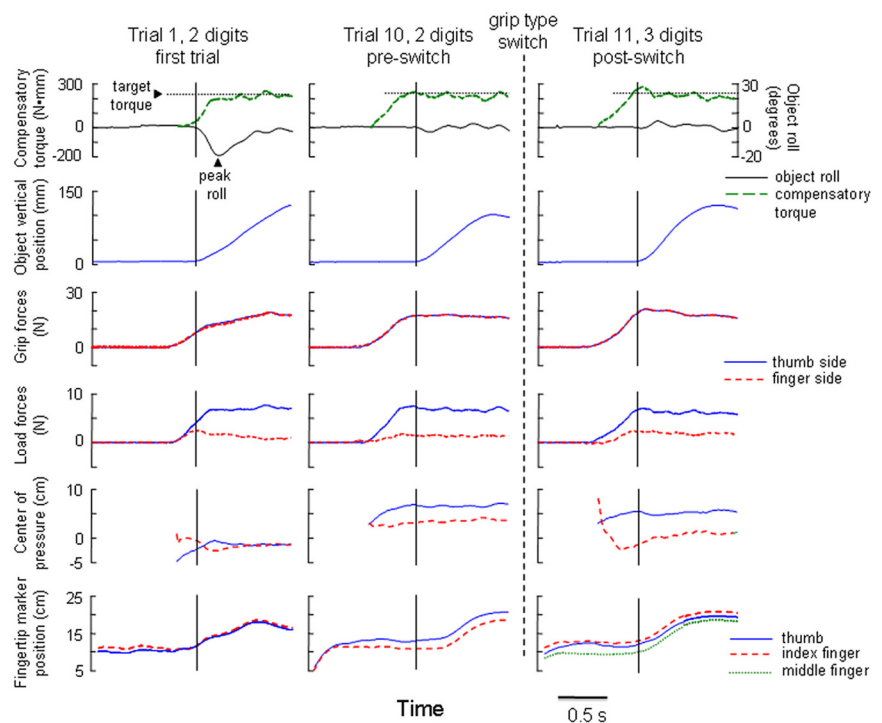 Trial 1, 2 digits
first trial
Trial 10, 2 digits
pre-switch
grip type
switch
Trial 11, 3 digits
post-switch
Compensatory
torque (N•mm)
300
0
-200
target
torque
peak
roll
30
0
-20
Object roll
(degrees)
object roll
compensatory
torque
Object vertical
position (mm)
150
0
Grip forces
(N)
30
0
thumb side
finger side
Load forces
(N)
10
0
Center of
pressure (cm)
10
0
-5
Fingertip marker
position (cm)
25
15
5
thumb
index finger
middle finger
Time
0.5 s